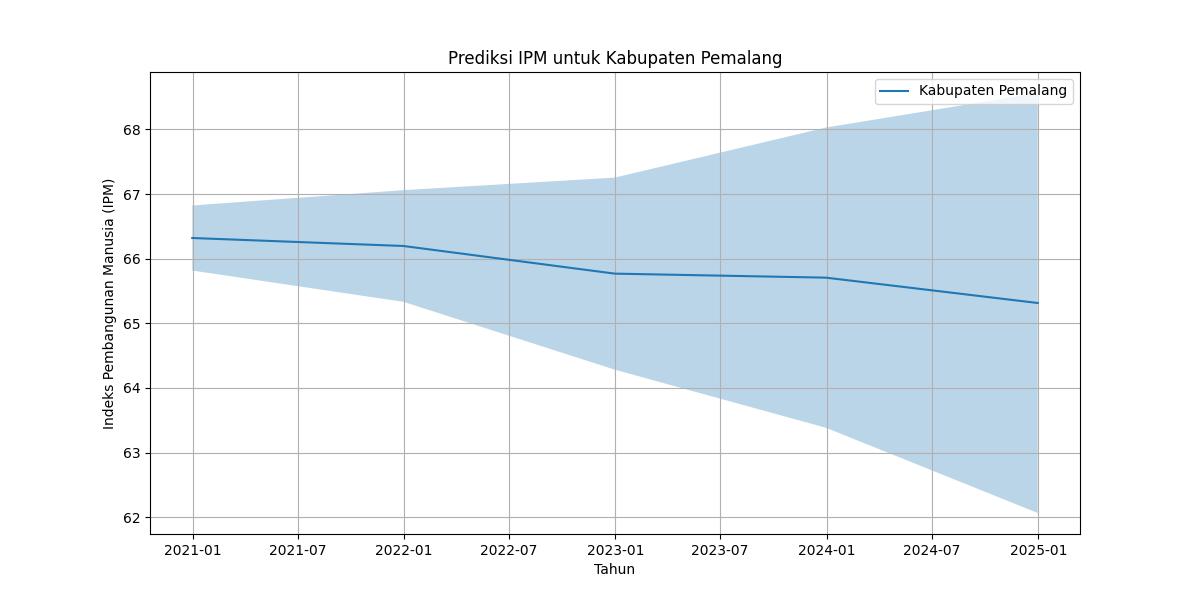 Prediksi IPM untuk Kabupaten Pemalang
Kabupaten Pemalang
Indeks Pembangunan Manusia (IPM)
68
67
66
65
64
63
62
2021-01 2021-07 2022-01 2022-07 2023-01 2023-07 2024-01 2024-07 2025-01
Tahun